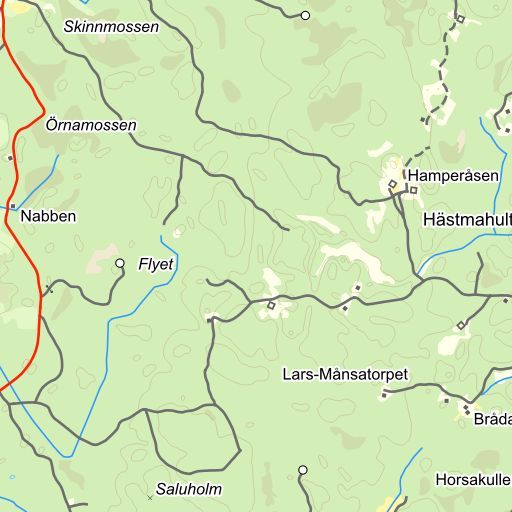 Skinnmossen
Örnamossen
Hamperåsen
Nabben
Hästmahult
Flyet
Lars-Månsatorpet
Bråda
Horsakulle
Saluholm